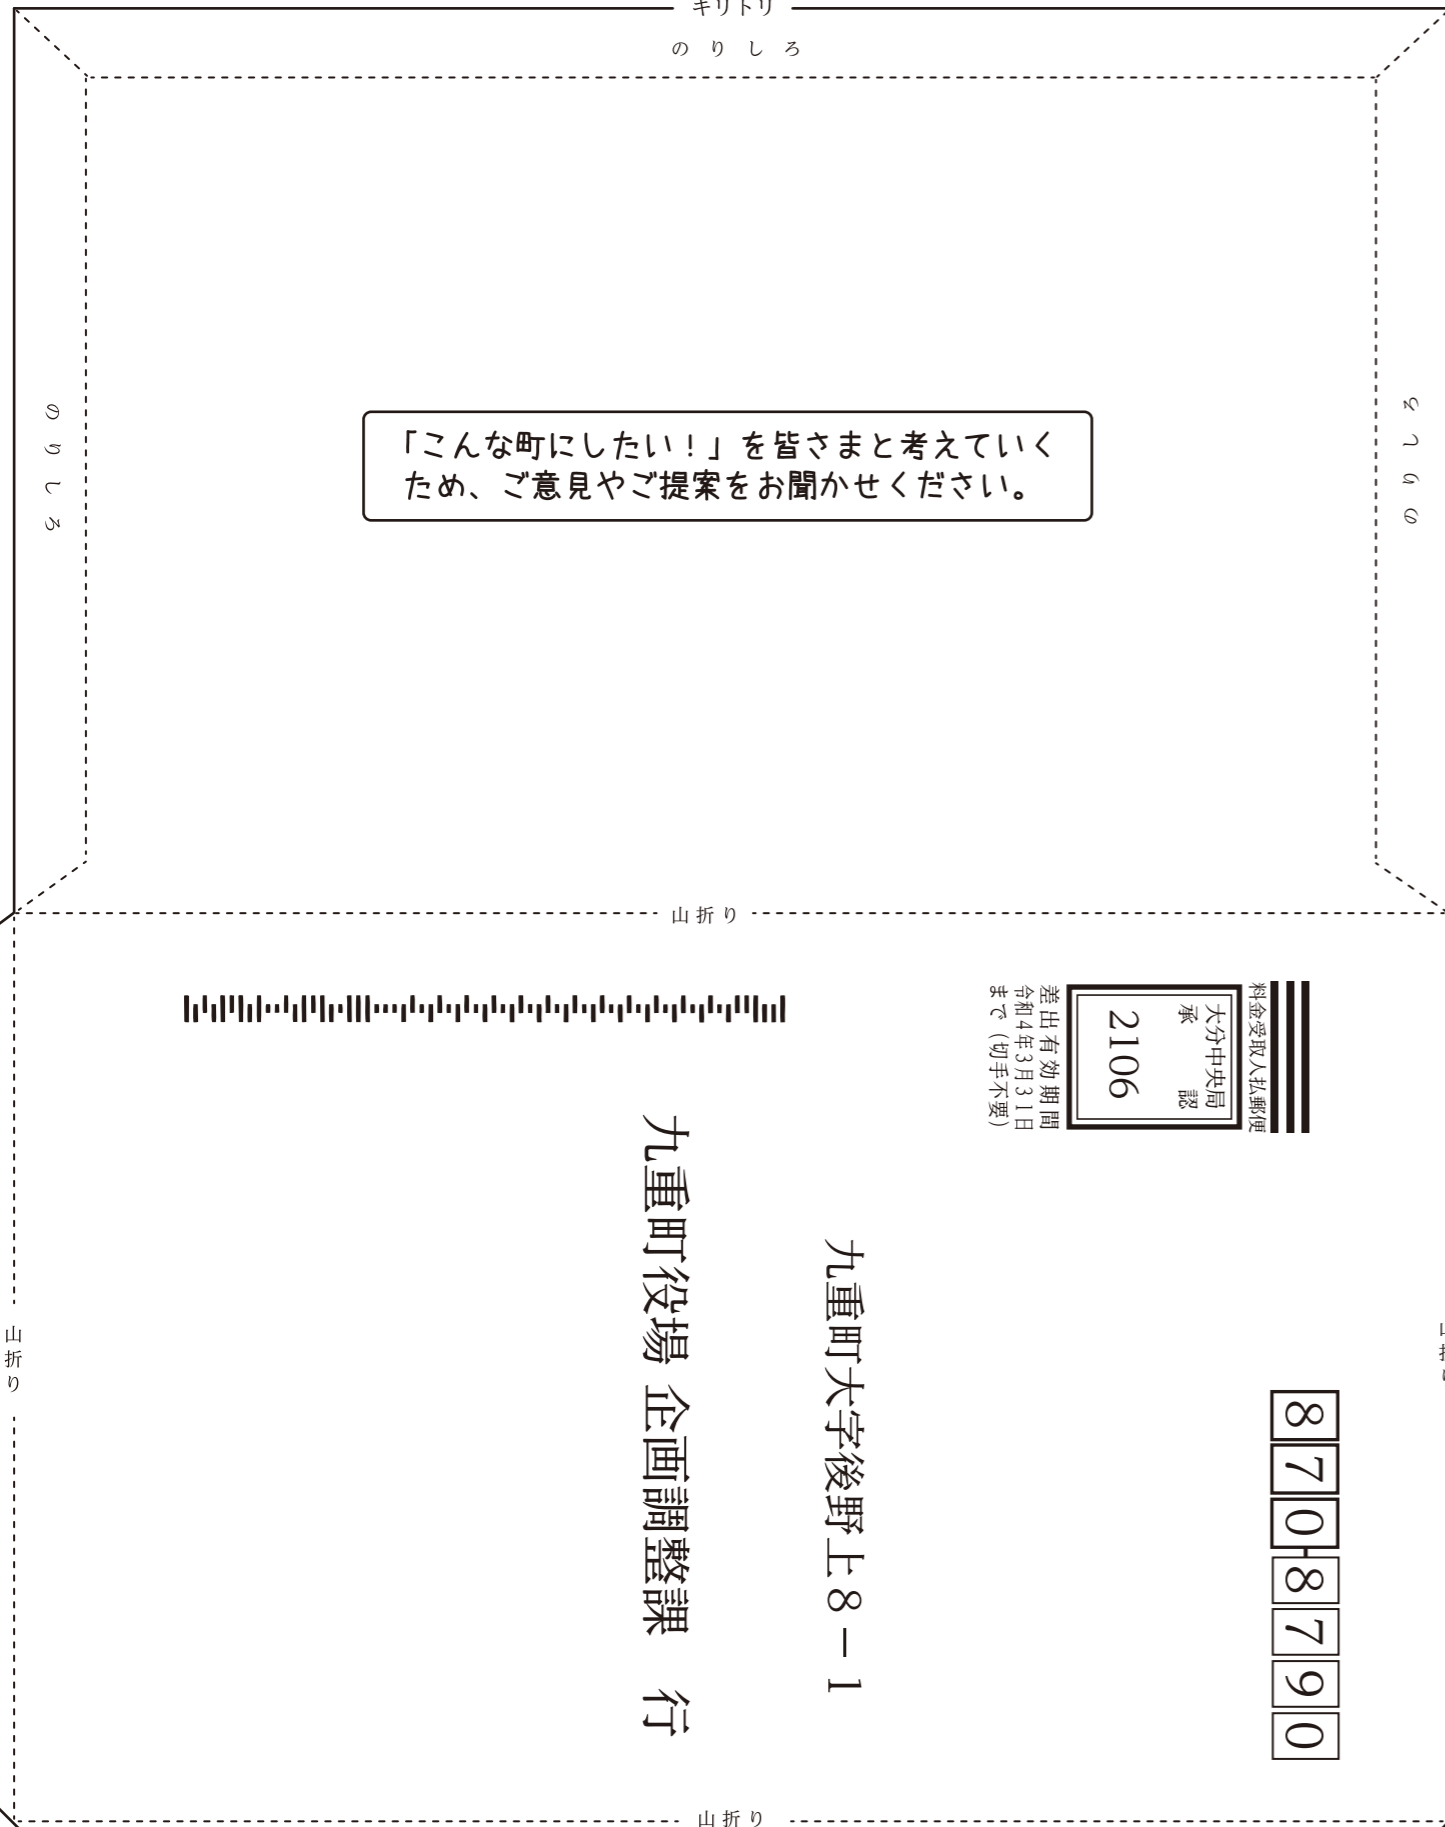 キリトリ
のりしろ
のりしろ
のりしろ
「こんな町にしたい！」を皆さまと考えていく
ため、ご意見やご提案をお聞かせください。
山折り
料金受取人払郵便
大分中央局
承認
2106
差出有効期間
令和4年3月31日
まで（切手不要）
870-8790
九重町大字後野上8－1
九重町役場 企画調整課 行
山折り
山折り
山折り